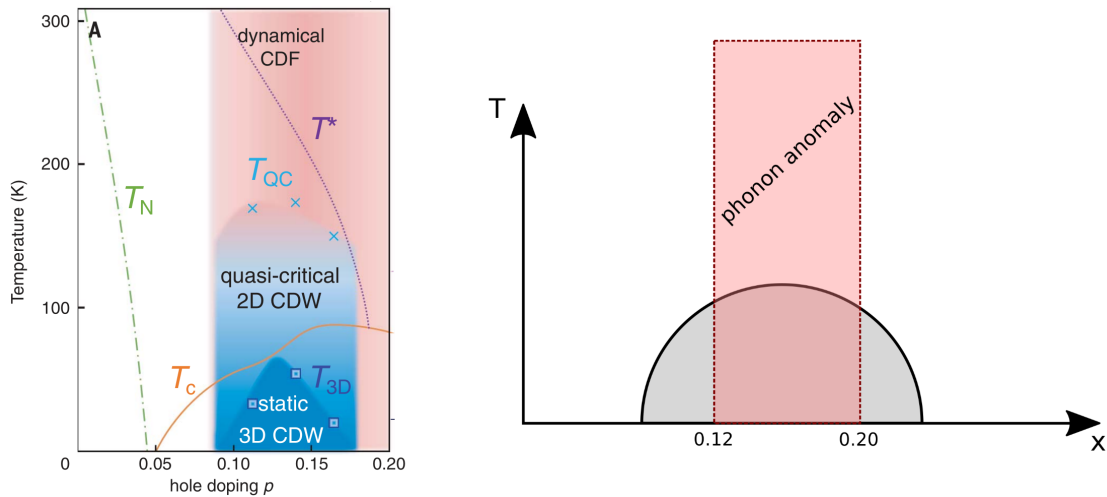 A
300
200
100
0
0.05
0.10
0.15
0.20
Temperature (K)
hole doping p
dynamical
CDF
T*
T_QC
T_N
quasi-critical
2D CDW
T_c
T_3D
static
3D CDW
T
phonon anomaly
0.12
0.20
x